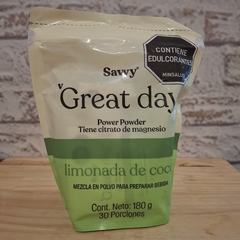 Savvy
CONTIENE
EDULCORANTES
MINSALUD
Great day
Power Powder
Tiene citrato de magnesio
limonada de coco
MEZCLA EN POLVO PARA PREPARAR BEBIDA
Cont. Neto: 180 g
30 Porciones